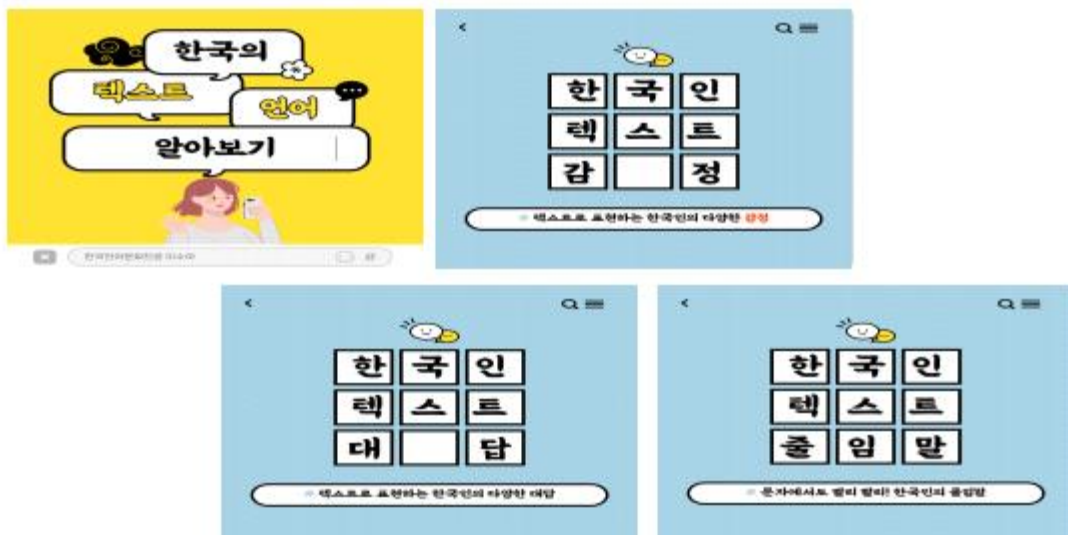 한국의
텍스트
언어
알아보기
한국인
텍스트
감 정
텍스트로 표현하는 한국인의 다양한 감정
한국인
텍스트
대 답
텍스트로 표현하는 한국인의 다양한 대답
한국인
텍스트
줄임말
문자에서도 빨리 빨리! 한국인의 줄임말